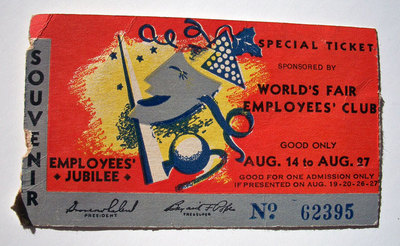 SOUVENIR
SPECIAL TICKET
SPONSORED BY
WORLD'S FAIR
EMPLOYEES' CLUB
GOOD ONLY
AUG. 14 TO AUG. 27
GOOD FOR ONE ADMISSION ONLY
IF PRESENTED ON AUG. 19-20-26-27
EMPLOYEES'
JUBILEE
PRESIDENT
TREASURER
No. 62395